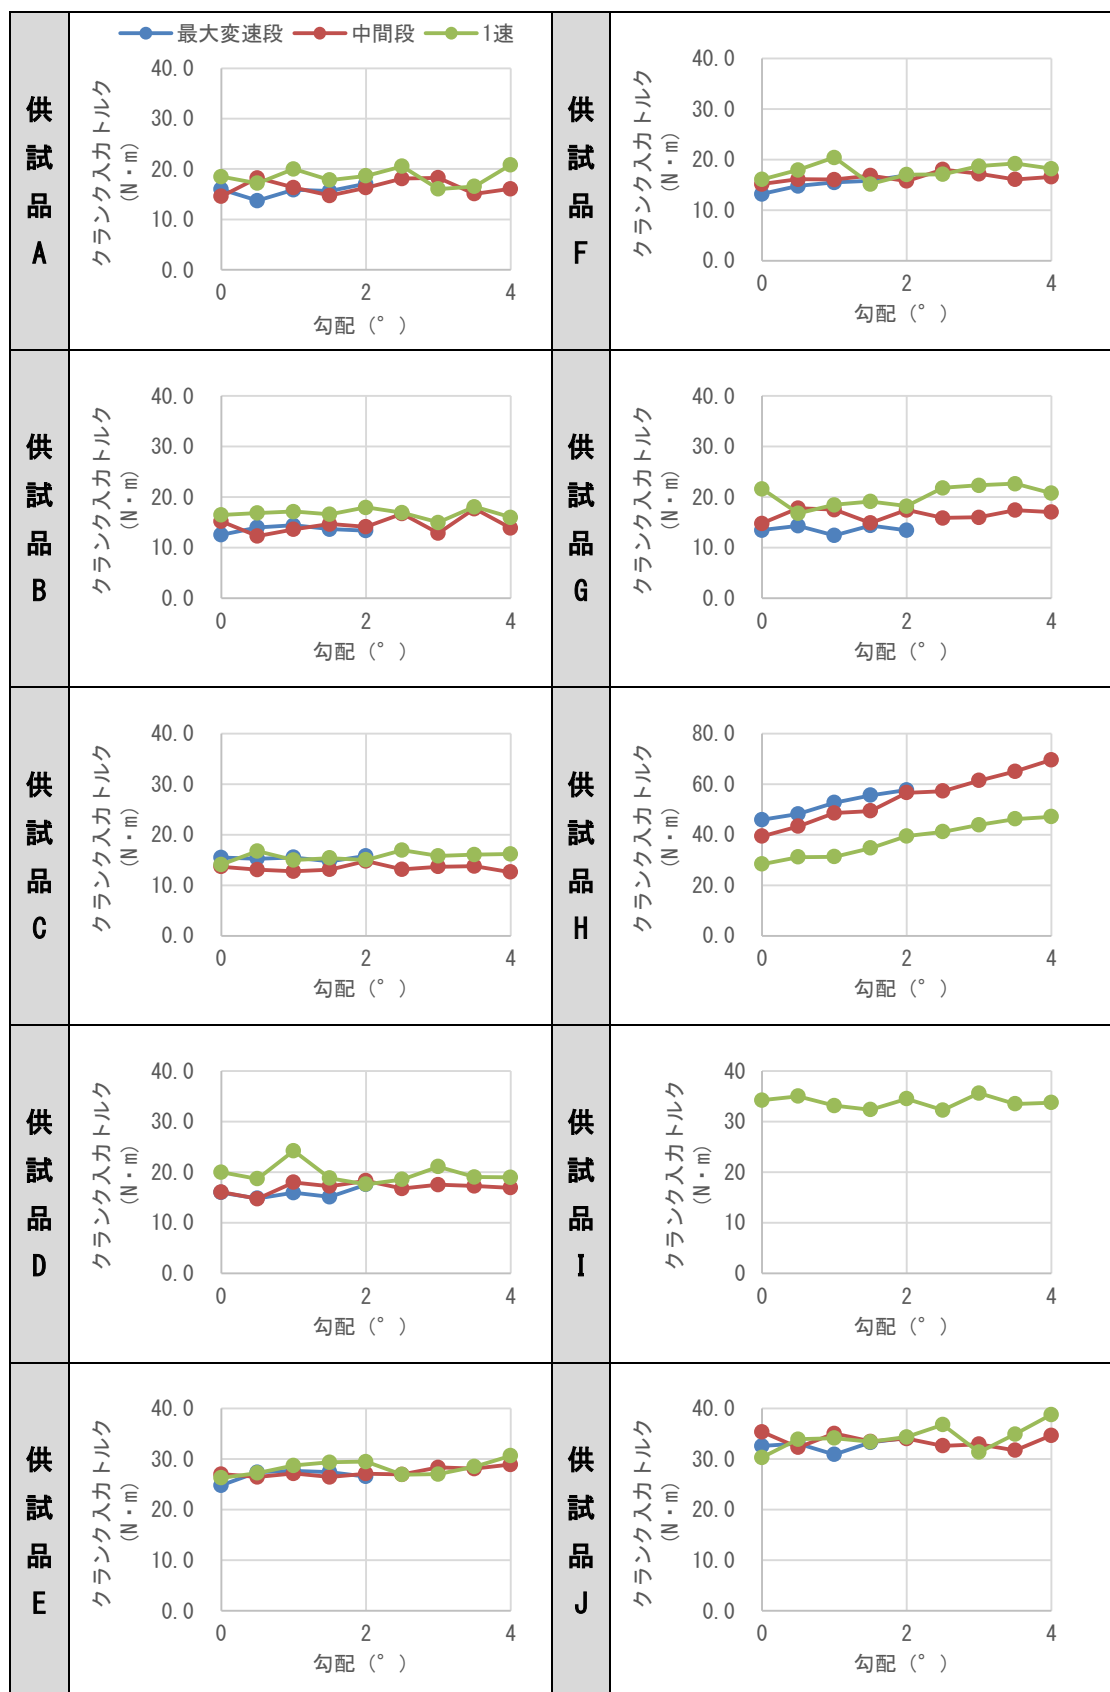 最大変速段 中間段 1速
供試品A
クランク入力トルク
(N・m)
40.0
30.0
20.0
10.0
0.0
0 2 4
勾配（°）
供試品F
クランク入力トルク
(N・m)
40.0
30.0
20.0
10.0
0.0
0 2 4
勾配（°）
供試品B
クランク入力トルク
(N・m)
40.0
30.0
20.0
10.0
0.0
0 2 4
勾配（°）
供試品G
クランク入力トルク
(N・m)
40.0
30.0
20.0
10.0
0.0
0 2 4
勾配（°）
供試品C
クランク入力トルク
(N・m)
40.0
30.0
20.0
10.0
0.0
0 2 4
勾配（°）
供試品H
クランク入力トルク
(N・m)
80.0
60.0
40.0
20.0
0.0
0 2 4
勾配（°）
供試品D
クランク入力トルク
(N・m)
40.0
30.0
20.0
10.0
0.0
0 2 4
勾配（°）
供試品I
クランク入力トルク
(N・m)
40
30
20
10
0
0 2 4
勾配（°）
供試品E
クランク入力トルク
(N・m)
40.0
30.0
20.0
10.0
0.0
0 2 4
勾配（°）
供試品J
クランク入力トルク
(N・m)
40.0
30.0
20.0
10.0
0.0
0 2 4
勾配（°）